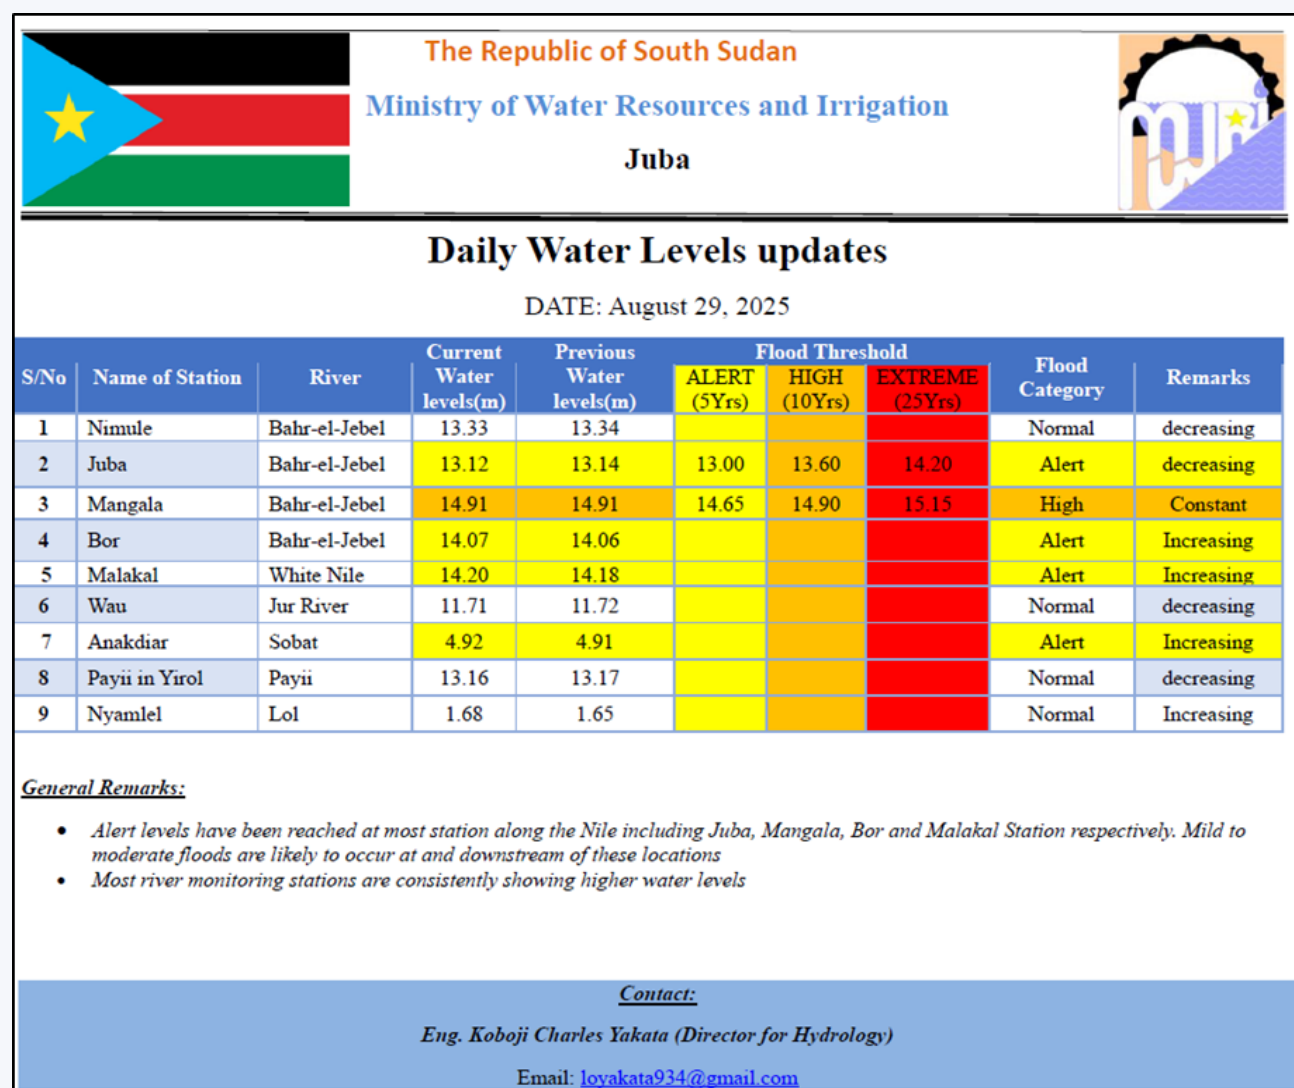 The Republic of South Sudan
Ministry of Water Resources and Irrigation
Juba
MWRI
Daily Water Levels updates
DATE: August 29, 2025
S/No Name of Station River Current Water levels(m) Previous Water levels(m) Flood Threshold ALERT (5Yrs) HIGH (10Yrs) EXTREME (25Yrs) Flood Category Remarks
1 Nimule Bahr-el-Jebel 13.33 13.34 Normal decreasing
2 Juba Bahr-el-Jebel 13.12 13.14 13.00 13.60 14.20 Alert decreasing
3 Mangala Bahr-el-Jebel 14.91 14.91 14.65 14.90 15.15 High Constant
4 Bor Bahr-el-Jebel 14.07 14.06 Alert Increasing
5 Malakal White Nile 14.20 14.18 Alert Increasing
6 Wau Jur River 11.71 11.72 Normal decreasing
7 Anakdiar Sobat 4.92 4.91 Alert Increasing
8 Payii in Yirol Payii 13.16 13.17 Normal decreasing
9 Nyamlel Lol 1.68 1.65 Normal Increasing
General Remarks:
• Alert levels have been reached at most station along the Nile including Juba, Mangala, Bor and Malakal Station respectively. Mild to
moderate floods are likely to occur at and downstream of these locations
• Most river monitoring stations are consistently showing higher water levels
Contact:
Eng. Koboji Charles Yakata (Director for Hydrology)
Email: loyakata934@gmail.com